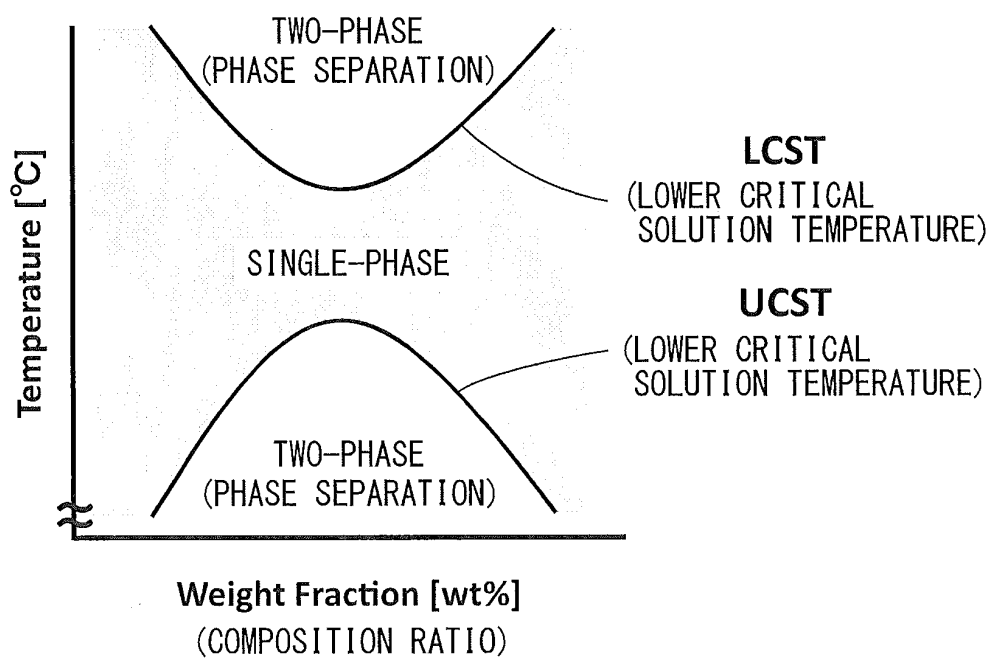 TWO-PHASE
(PHASE SEPARATION)
Temperature [°C]
LCST
(LOWER CRITICAL
SOLUTION TEMPERATURE)
SINGLE-PHASE
UCST
(LOWER CRITICAL
SOLUTION TEMPERATURE)
TWO-PHASE
(PHASE SEPARATION)
Weight Fraction [wt%]
(COMPOSITION RATIO)